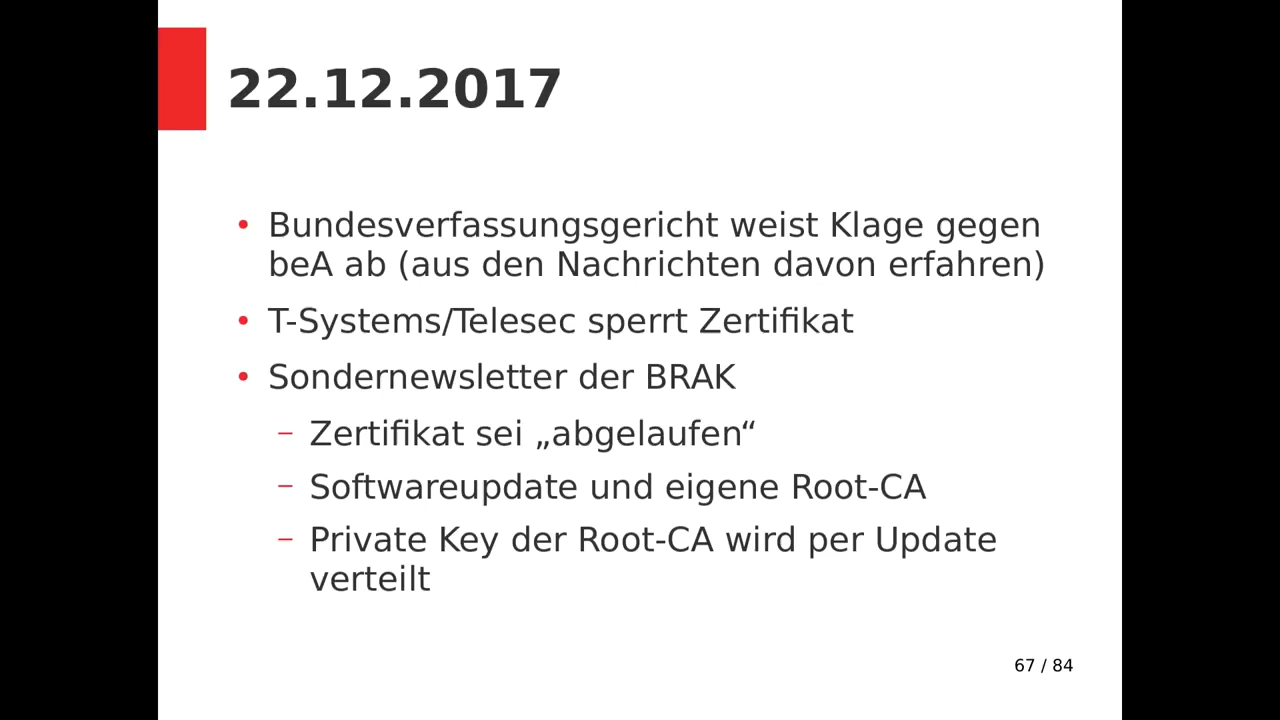 22.12.2017
• Bundesverfassungsgericht weist Klage gegen
beA ab (aus den Nachrichten davon erfahren)
• T-Systems/Telesec sperrt Zertifikat
• Sondernewsletter der BRAK
– Zertifikat sei „abgelaufen“
– Softwareupdate und eigene Root-CA
– Private Key der Root-CA wird per Update
verteilt
67 / 84